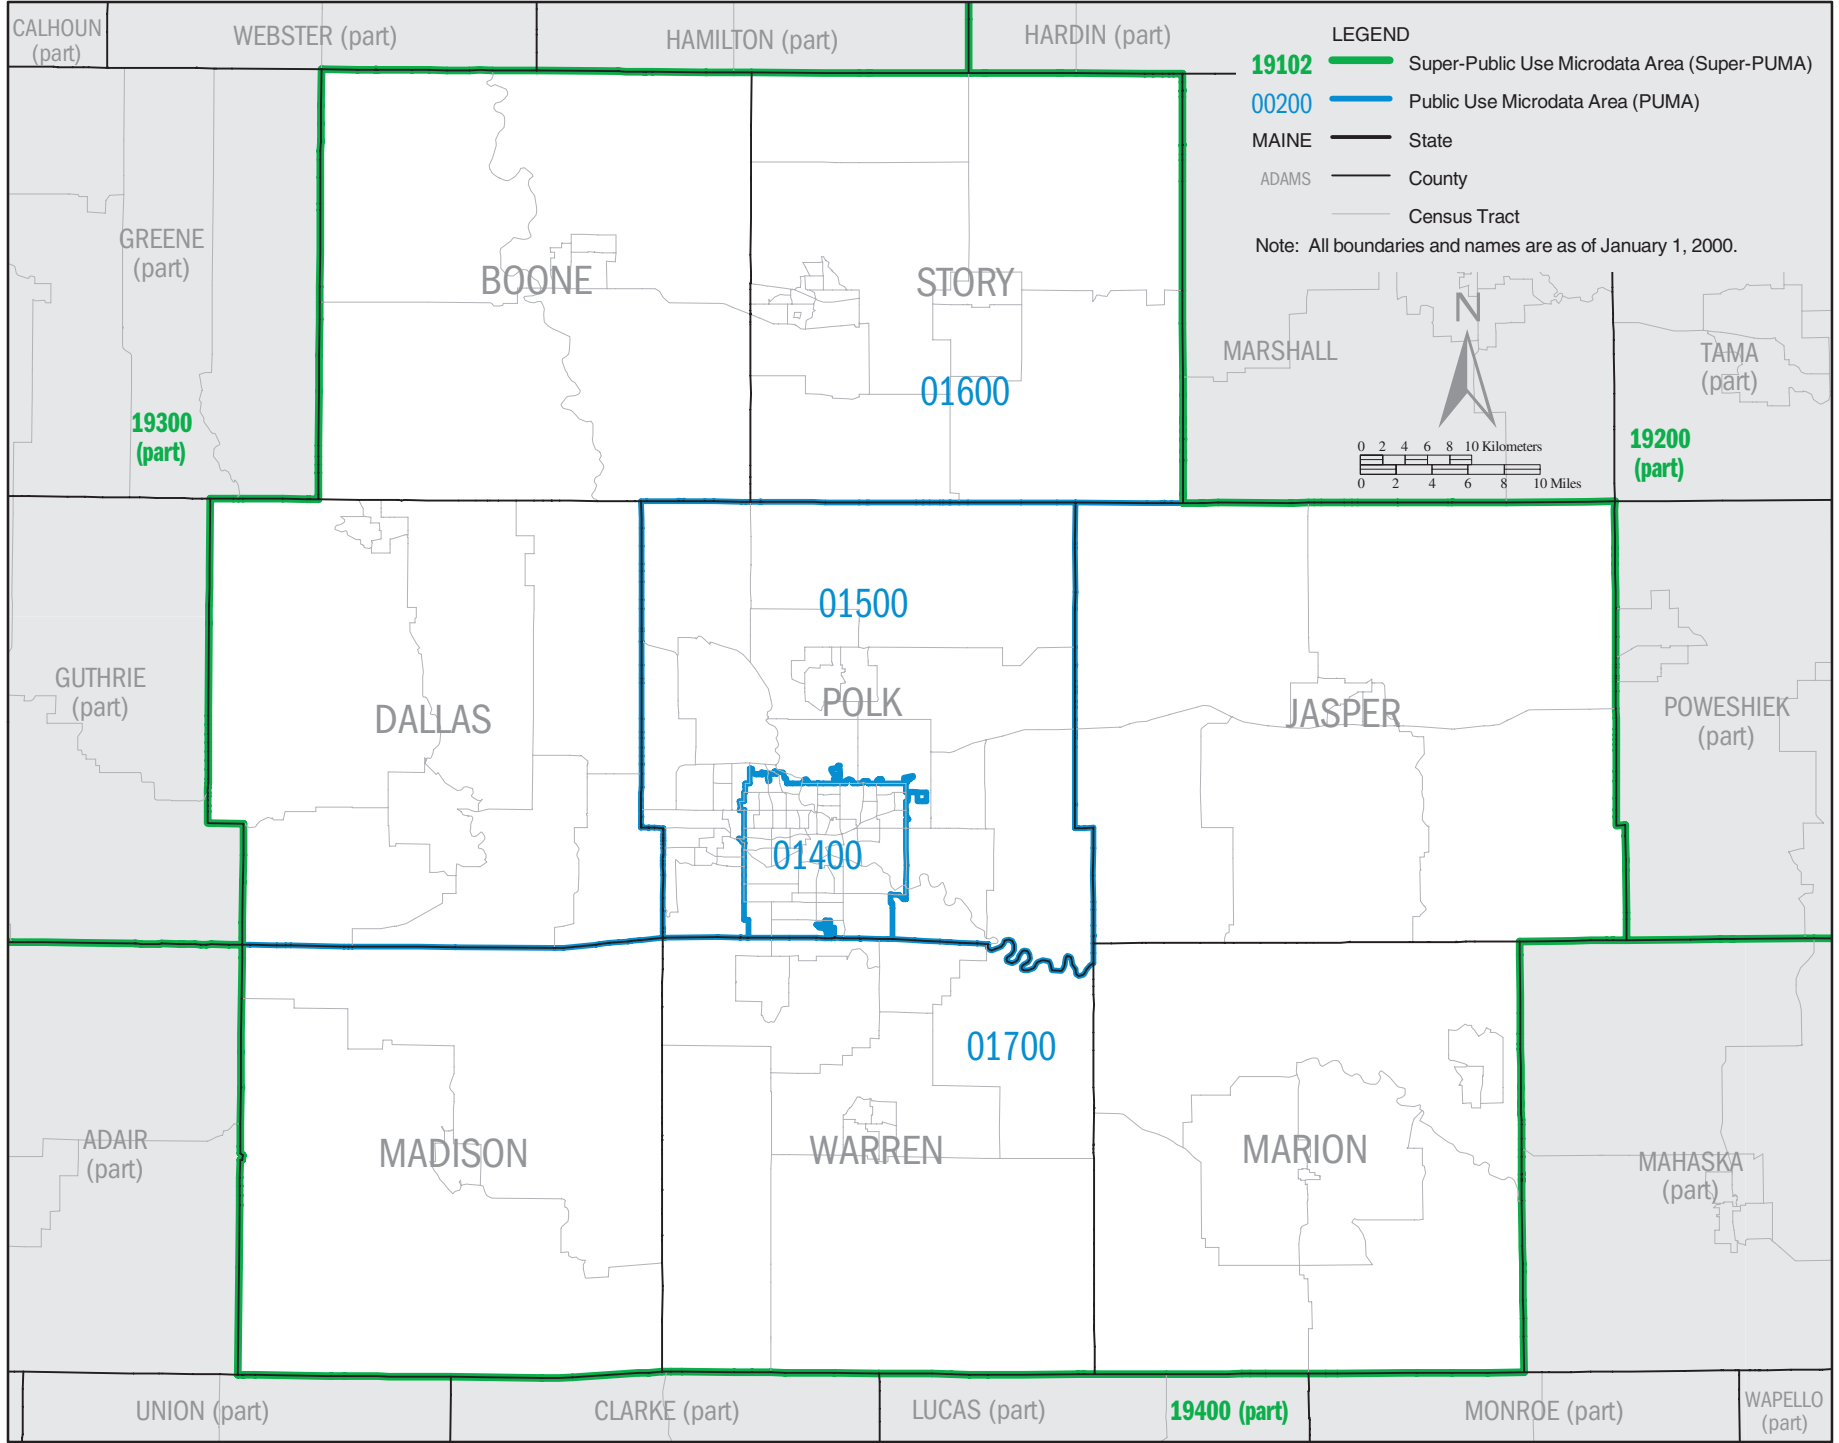 CALHOUN
(part)
WEBSTER (part)
HAMILTON (part)
HARDIN (part)
LEGEND
19102 Super-Public Use Microdata Area (Super-PUMA)
00200 Public Use Microdata Area (PUMA)
MAINE State
ADAMS County
Census Tract
Note: All boundaries and names are as of January 1, 2000.
GREENE
(part)
BOONE
STORY
N
MARSHALL
TAMA
(part)
01600
19300
(part)
19200
(part)
0 2 4 6 8 10 Kilometers
0 2 4 6 8 10 Miles
01500
GUTHRIE
(part)
DALLAS
POLK
JASPER
POWESHIEK
(part)
01400
01700
ADAIR
(part)
MADISON
WARREN
MARION
MAHASKA
(part)
UNION (part)
CLARKE (part)
LUCAS (part)
19400 (part)
MONROE (part)
WAPELLO
(part)